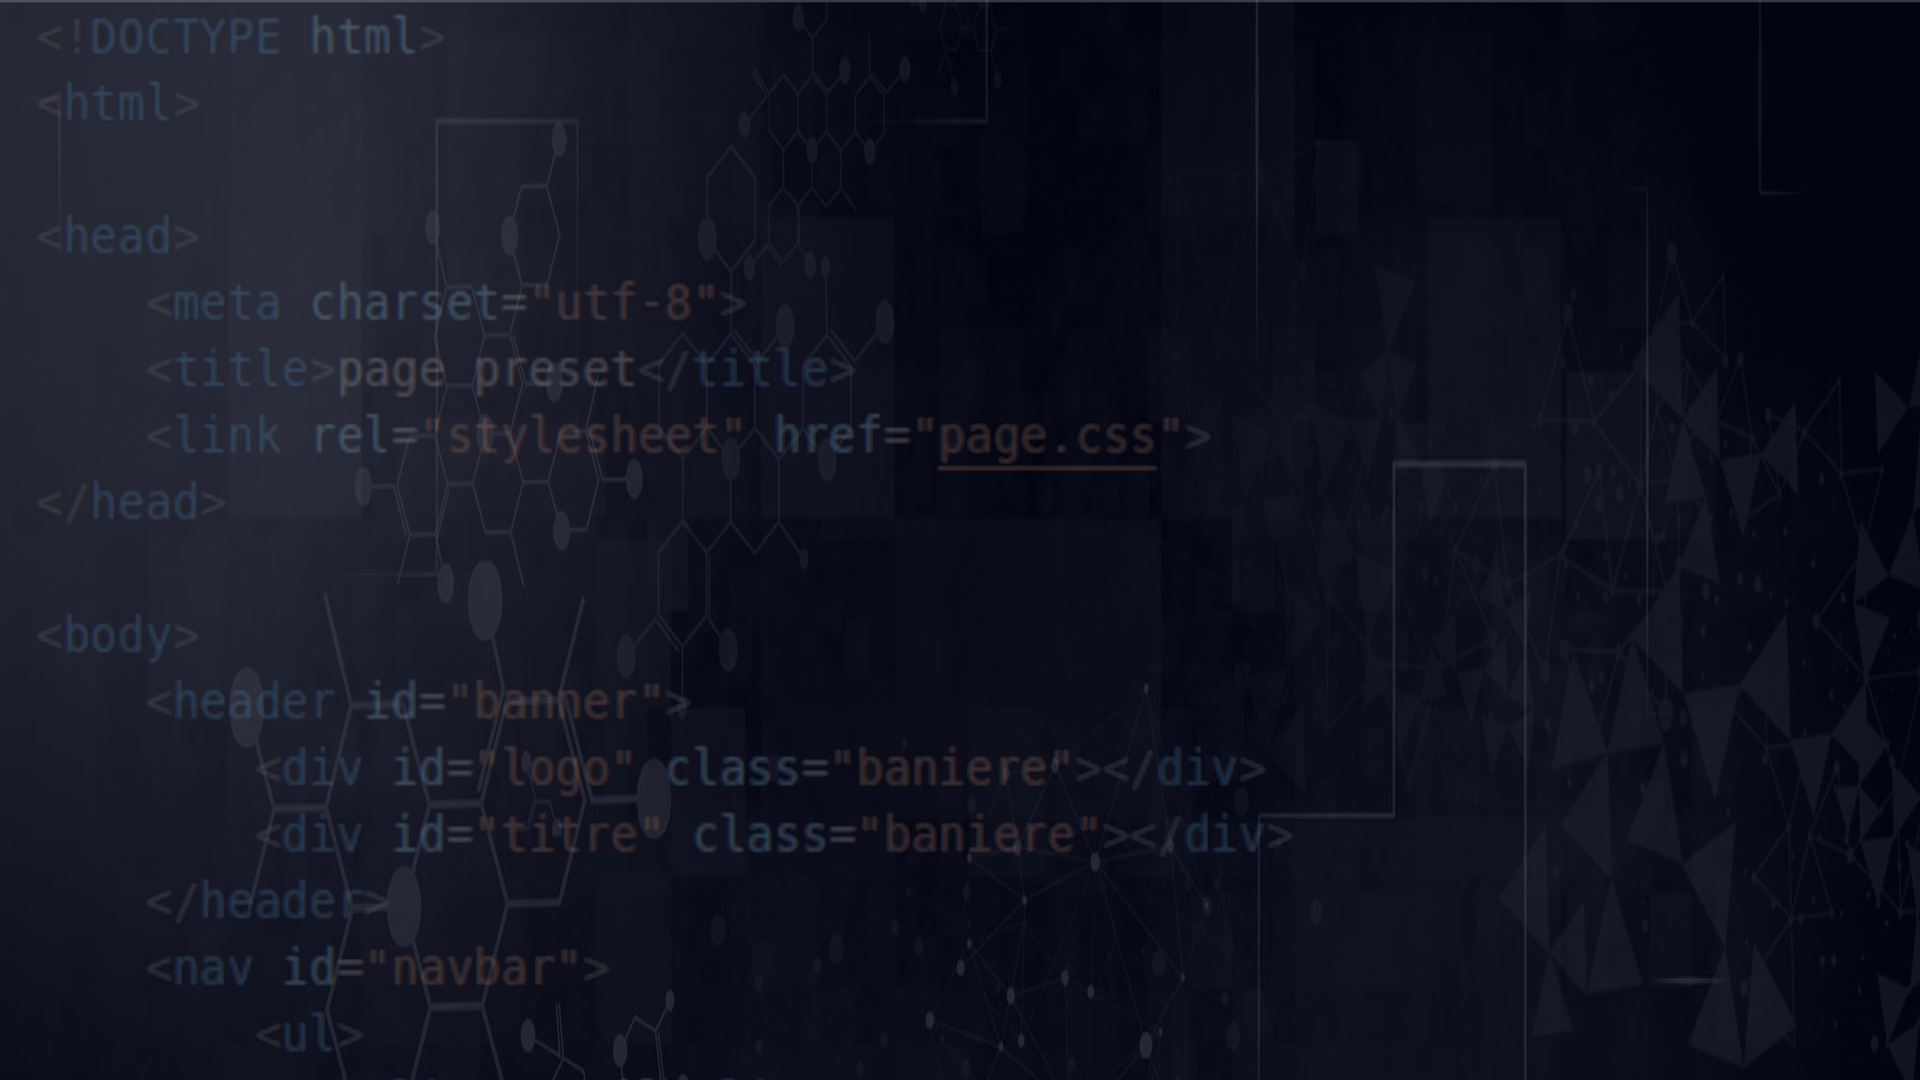 <!DOCTYPE html>
<html>
<head>
<meta charset="utf-8">
<title>page preset</title>
<link rel="stylesheet" href="page.css">
</head>
<body>
<header id="banner">
<div id="logo" class="baniere"></div>
<div id="titre" class="baniere"></div>
</header>
<nav id="navbar">
<ul>